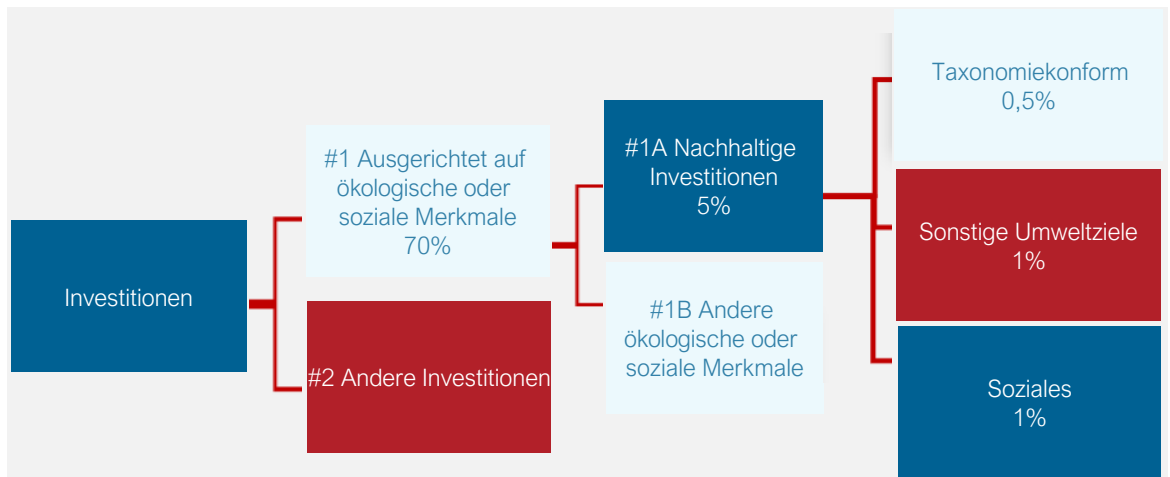 Investitionen
#1 Ausgerichtet auf
ökologische oder
soziale Merkmale
70%
#2 Andere Investitionen
#1A Nachhaltige
Investitionen
5%
#1B Andere
ökologische oder
soziale Merkmale
Taxonomiekonform
0,5%
Sonstige Umweltziele
1%
Soziales
1%